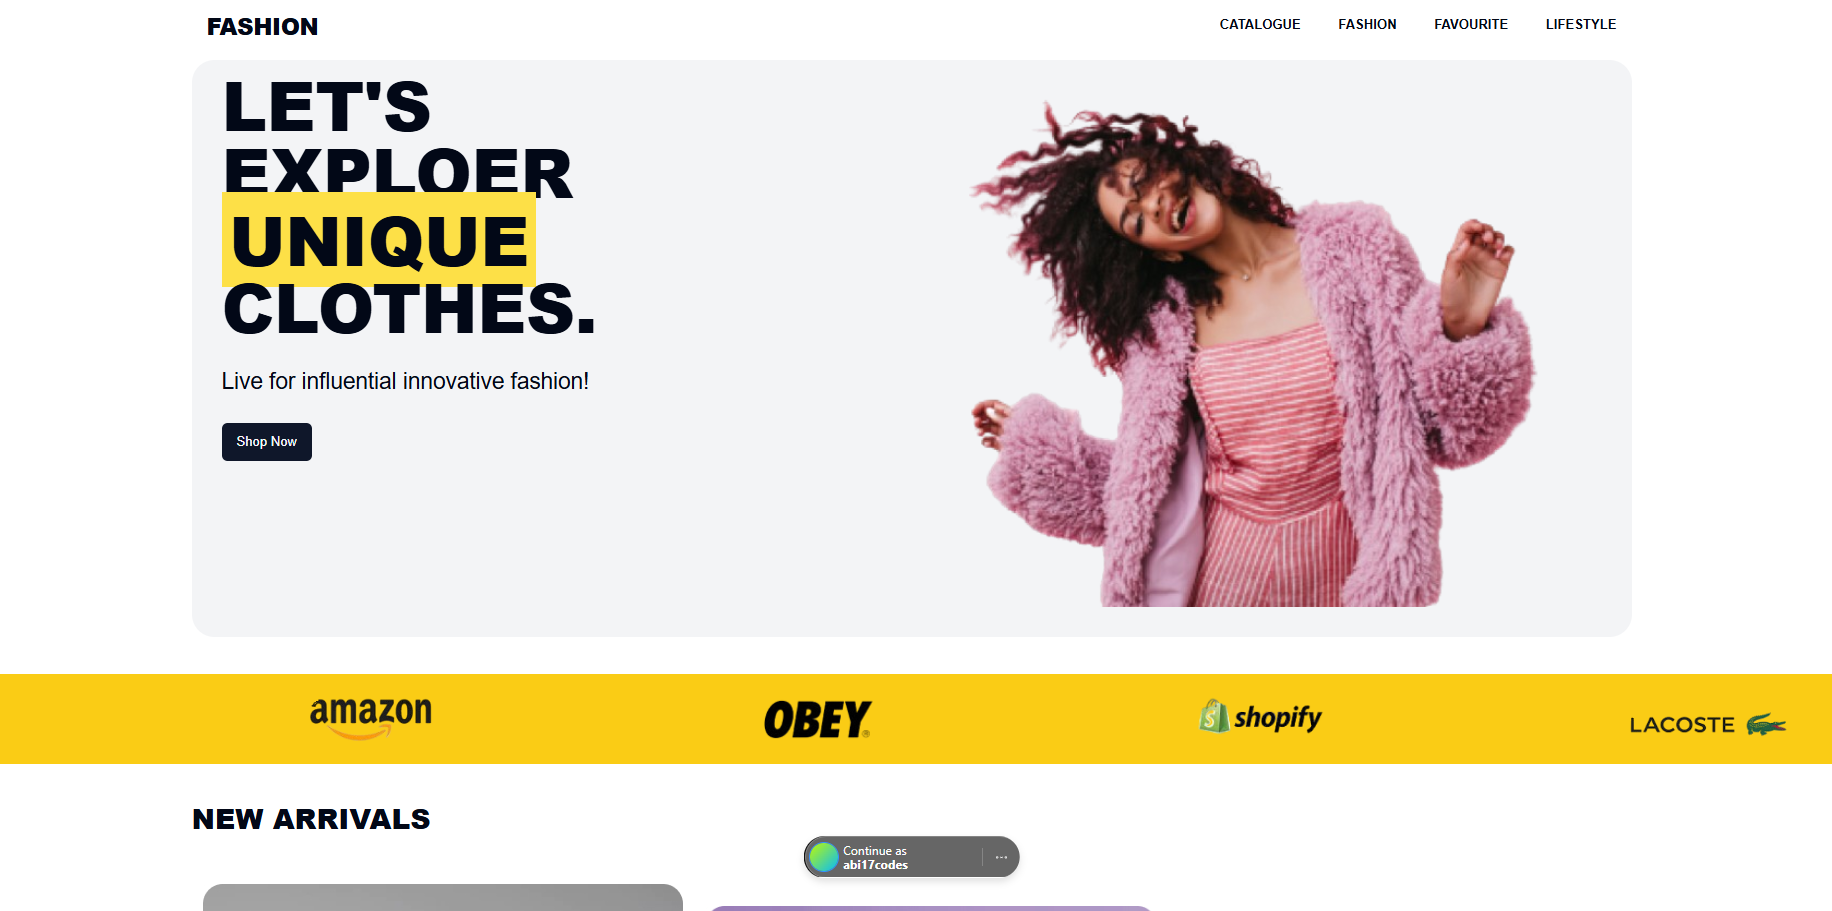 FASHION
CATALOGUE FASHION FAVOURITE LIFESTYLE
LET'S
EXPLOER
UNIQUE
CLOTHES.
Live for influential innovative fashion!
Shop Now
amazon OBEY® shopify LACOSTE
NEW ARRIVALS
Continue as
abi17codes